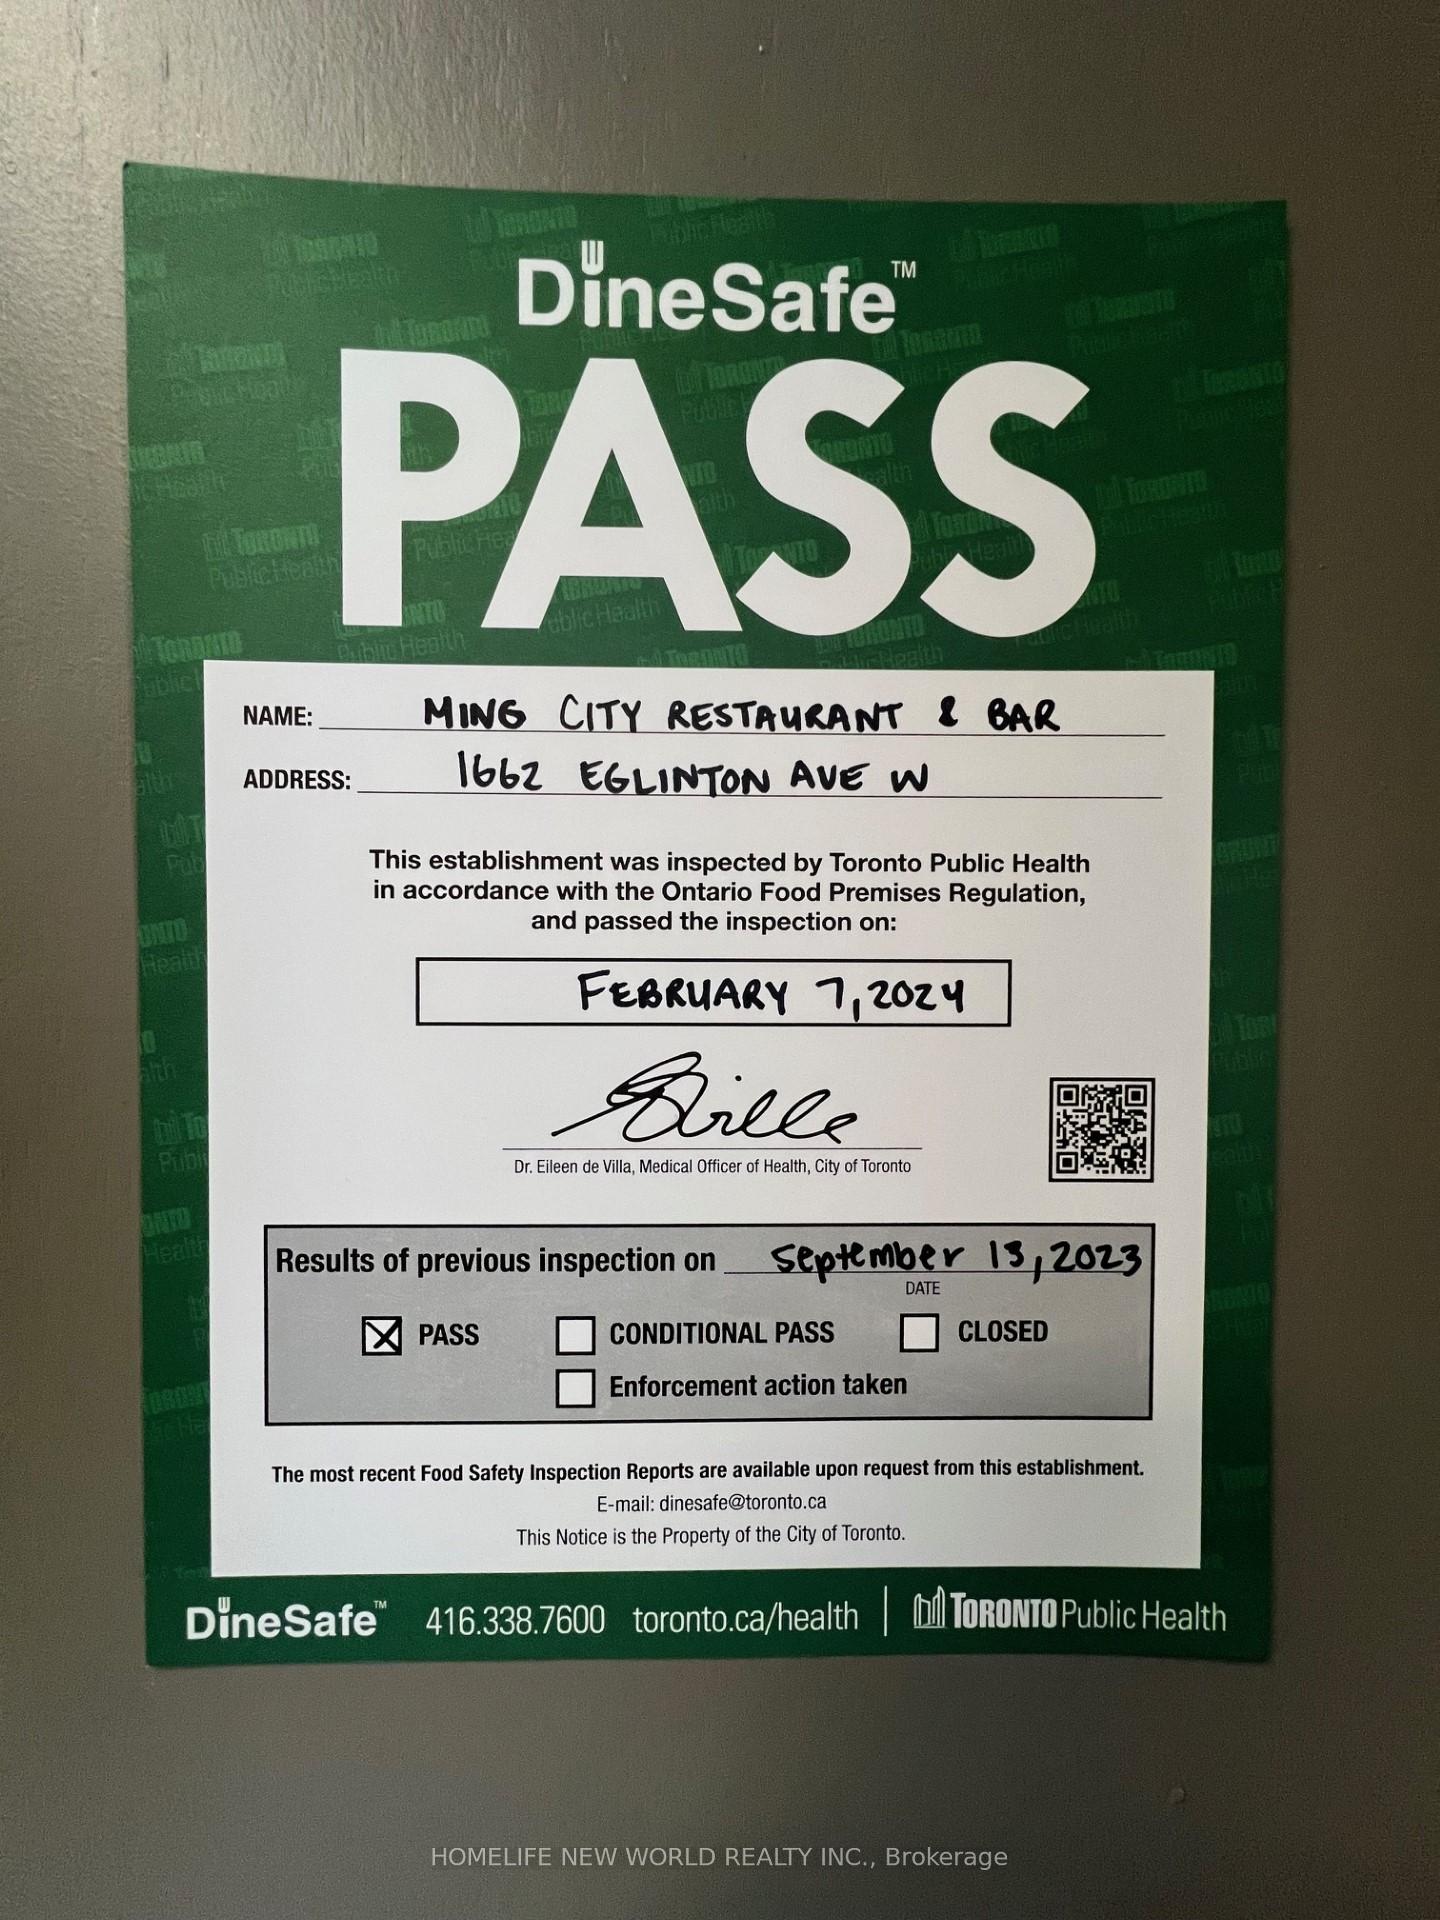 DineSafe™
PASS
NAME: MING CITY RESTAURANT & BAR
ADDRESS: 1662 EGLINTON AVE W
This establishment was inspected by Toronto Public Health
in accordance with the Ontario Food Premises Regulation,
and passed the inspection on:
FEBRUARY 7, 2024
Dr. Eileen de Villa, Medical Officer of Health, City of Toronto
Results of previous inspection on September 13, 2023
DATE
PASS CONDITIONAL PASS CLOSED
Enforcement action taken
The most recent Food Safety Inspection Reports are available upon request from this establishment.
E-mail: dinesafe@toronto.ca
This Notice is the Property of the City of Toronto.
DineSafe™ 416.338.7600 toronto.ca/health | TORONTO Public Health
HOMELIFE NEW WORLD REALTY INC., Brokerage